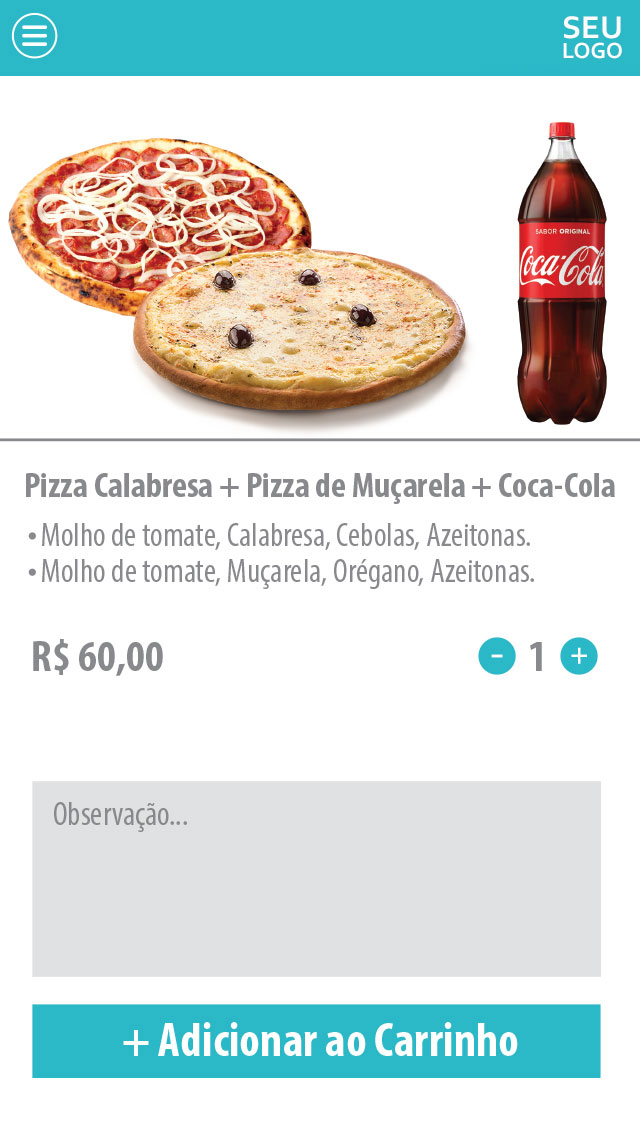 SEU
LOGO
SABOR ORIGINAL
Coca-Cola
Pizza Calabresa + Pizza de Muçarela + Coca-Cola
• Molho de tomate, Calabresa, Cebolas, Azeitonas.
• Molho de tomate, Muçarela, Orégano, Azeitonas.
R$ 60,00
- 1 +
Observação...
+ Adicionar ao Carrinho